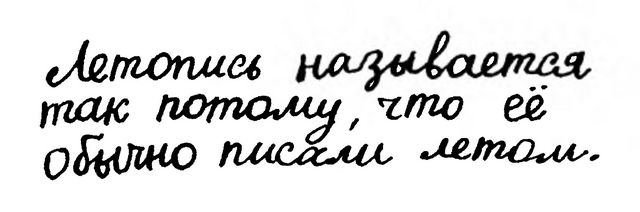 Летопись называется
так потому, что её
обычно писали летом.